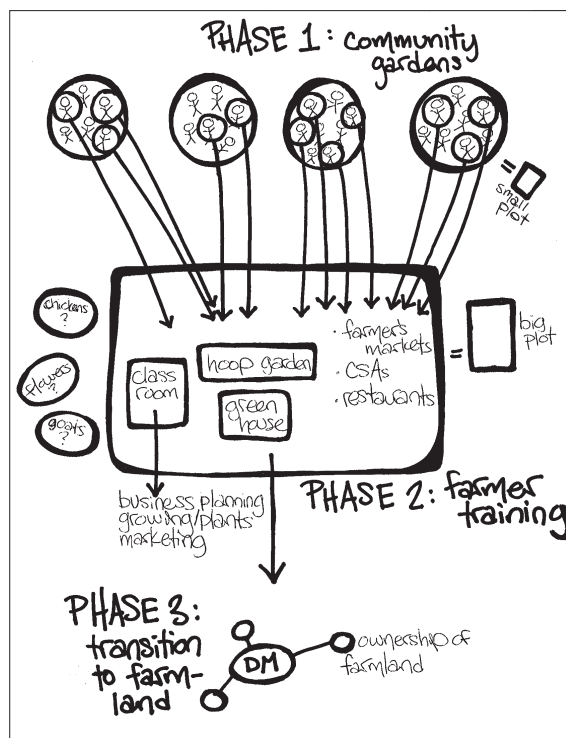 PHASE 1: community
gardens
=
small
plot
chickens
?
flowers
?
goats
?
class
room
hoop garden
green
house
· farmer's
markets
· CSAs
· restaurants
=
big
plot
PHASE 2: farmer
training
business planning
growing/plants
marketing
PHASE 3:
transition
to farm-
land
DM
ownership of
farmland